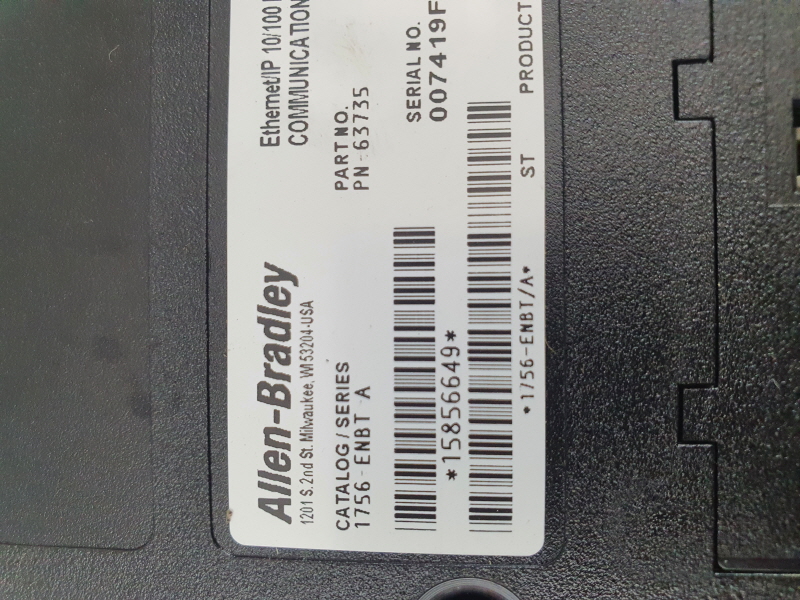 Allen-Bradley
1201 S. 2nd St. Milwaukee, WI 53204-USA
Ethernet/IP 10/100
COMMUNICATION
CATALOG / SERIES
1756-ENBT A
PART NO.
PN-63735
SERIAL NO.
007419F
*15856649*
*1756-ENBT/A*
ST
PRODUCT